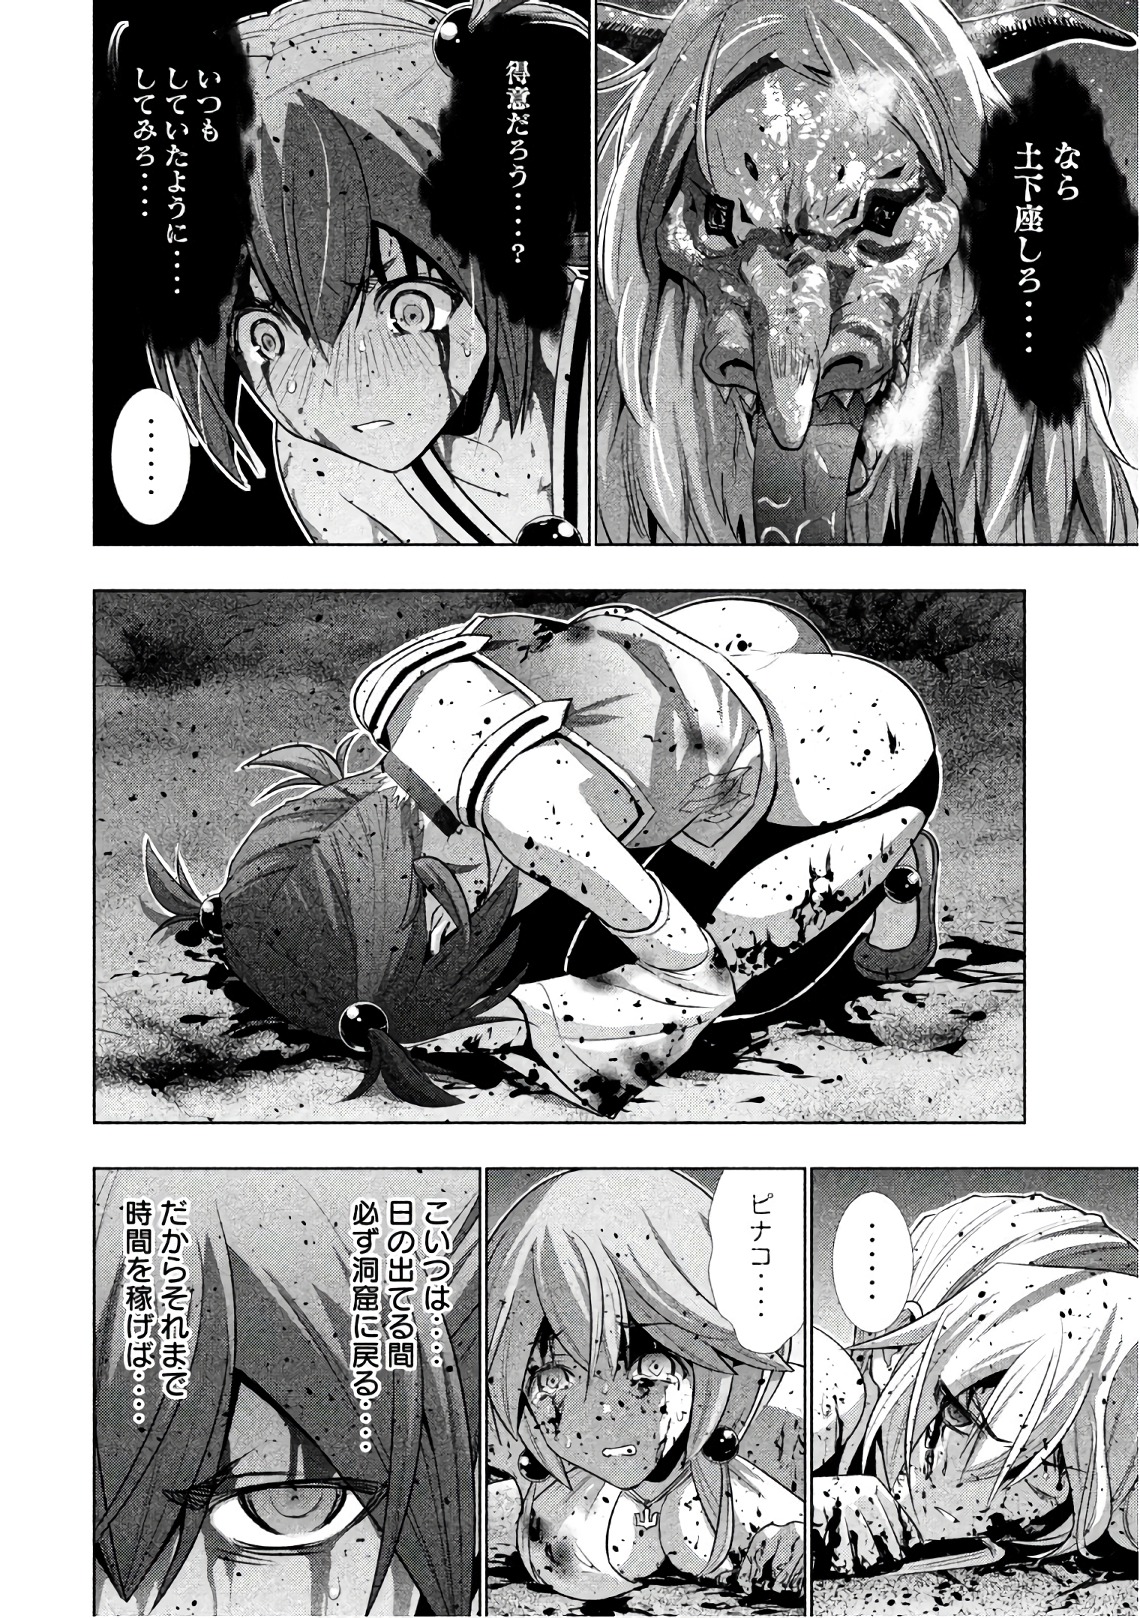 なら
土下座しろ‥‥
得意だろう‥‥‥?
いつも
していたように‥‥
してみろ‥‥
‥‥‥
‥‥‥
ピナコ‥‥
こいつは‥‥
日の出てる間
必ず洞窟に戻る‥‥
だからそれまで
時間を稼げば‥‥